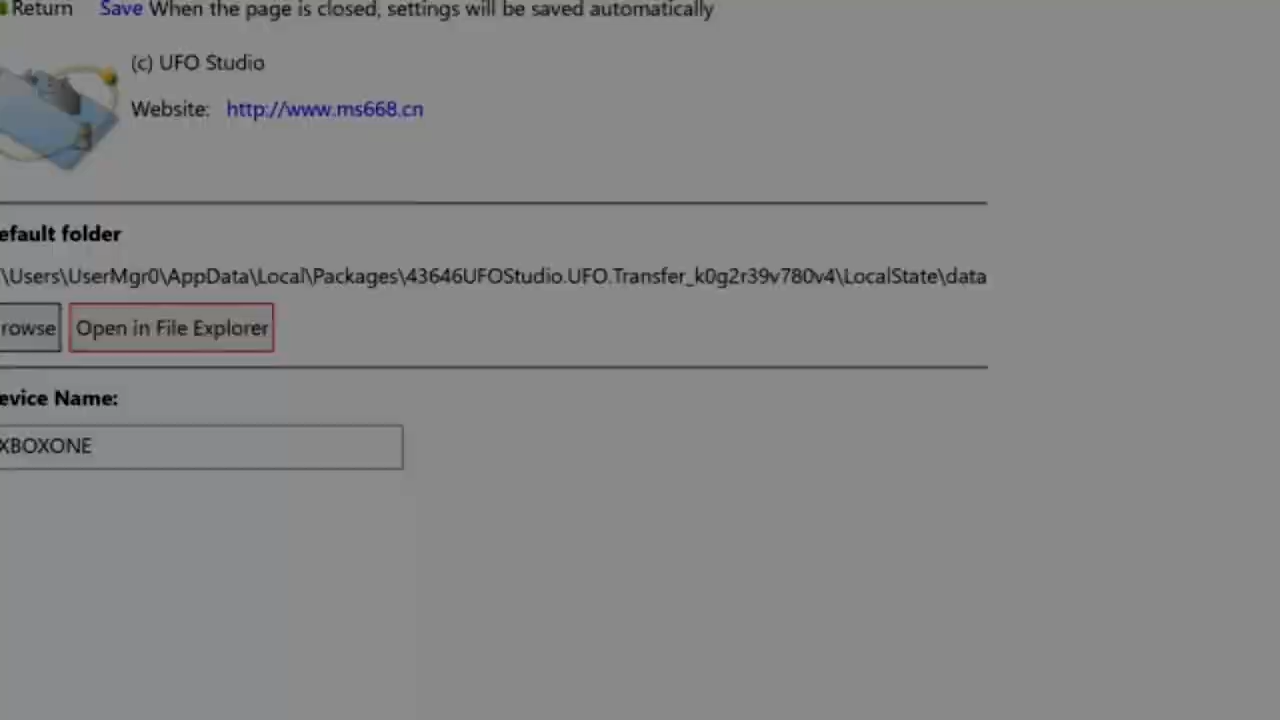 Return Save When the page is closed, settings will be saved automatically
(c) UFO Studio
Website: http://www.ms668.cn
efault folder
\Users\UserMgr0\AppData\Local\Packages\43646UFOStudio.UFO.Transfer_k0g2r39v780v4\LocalState\data
rowse Open in File Explorer
evice Name:
XBOXONE